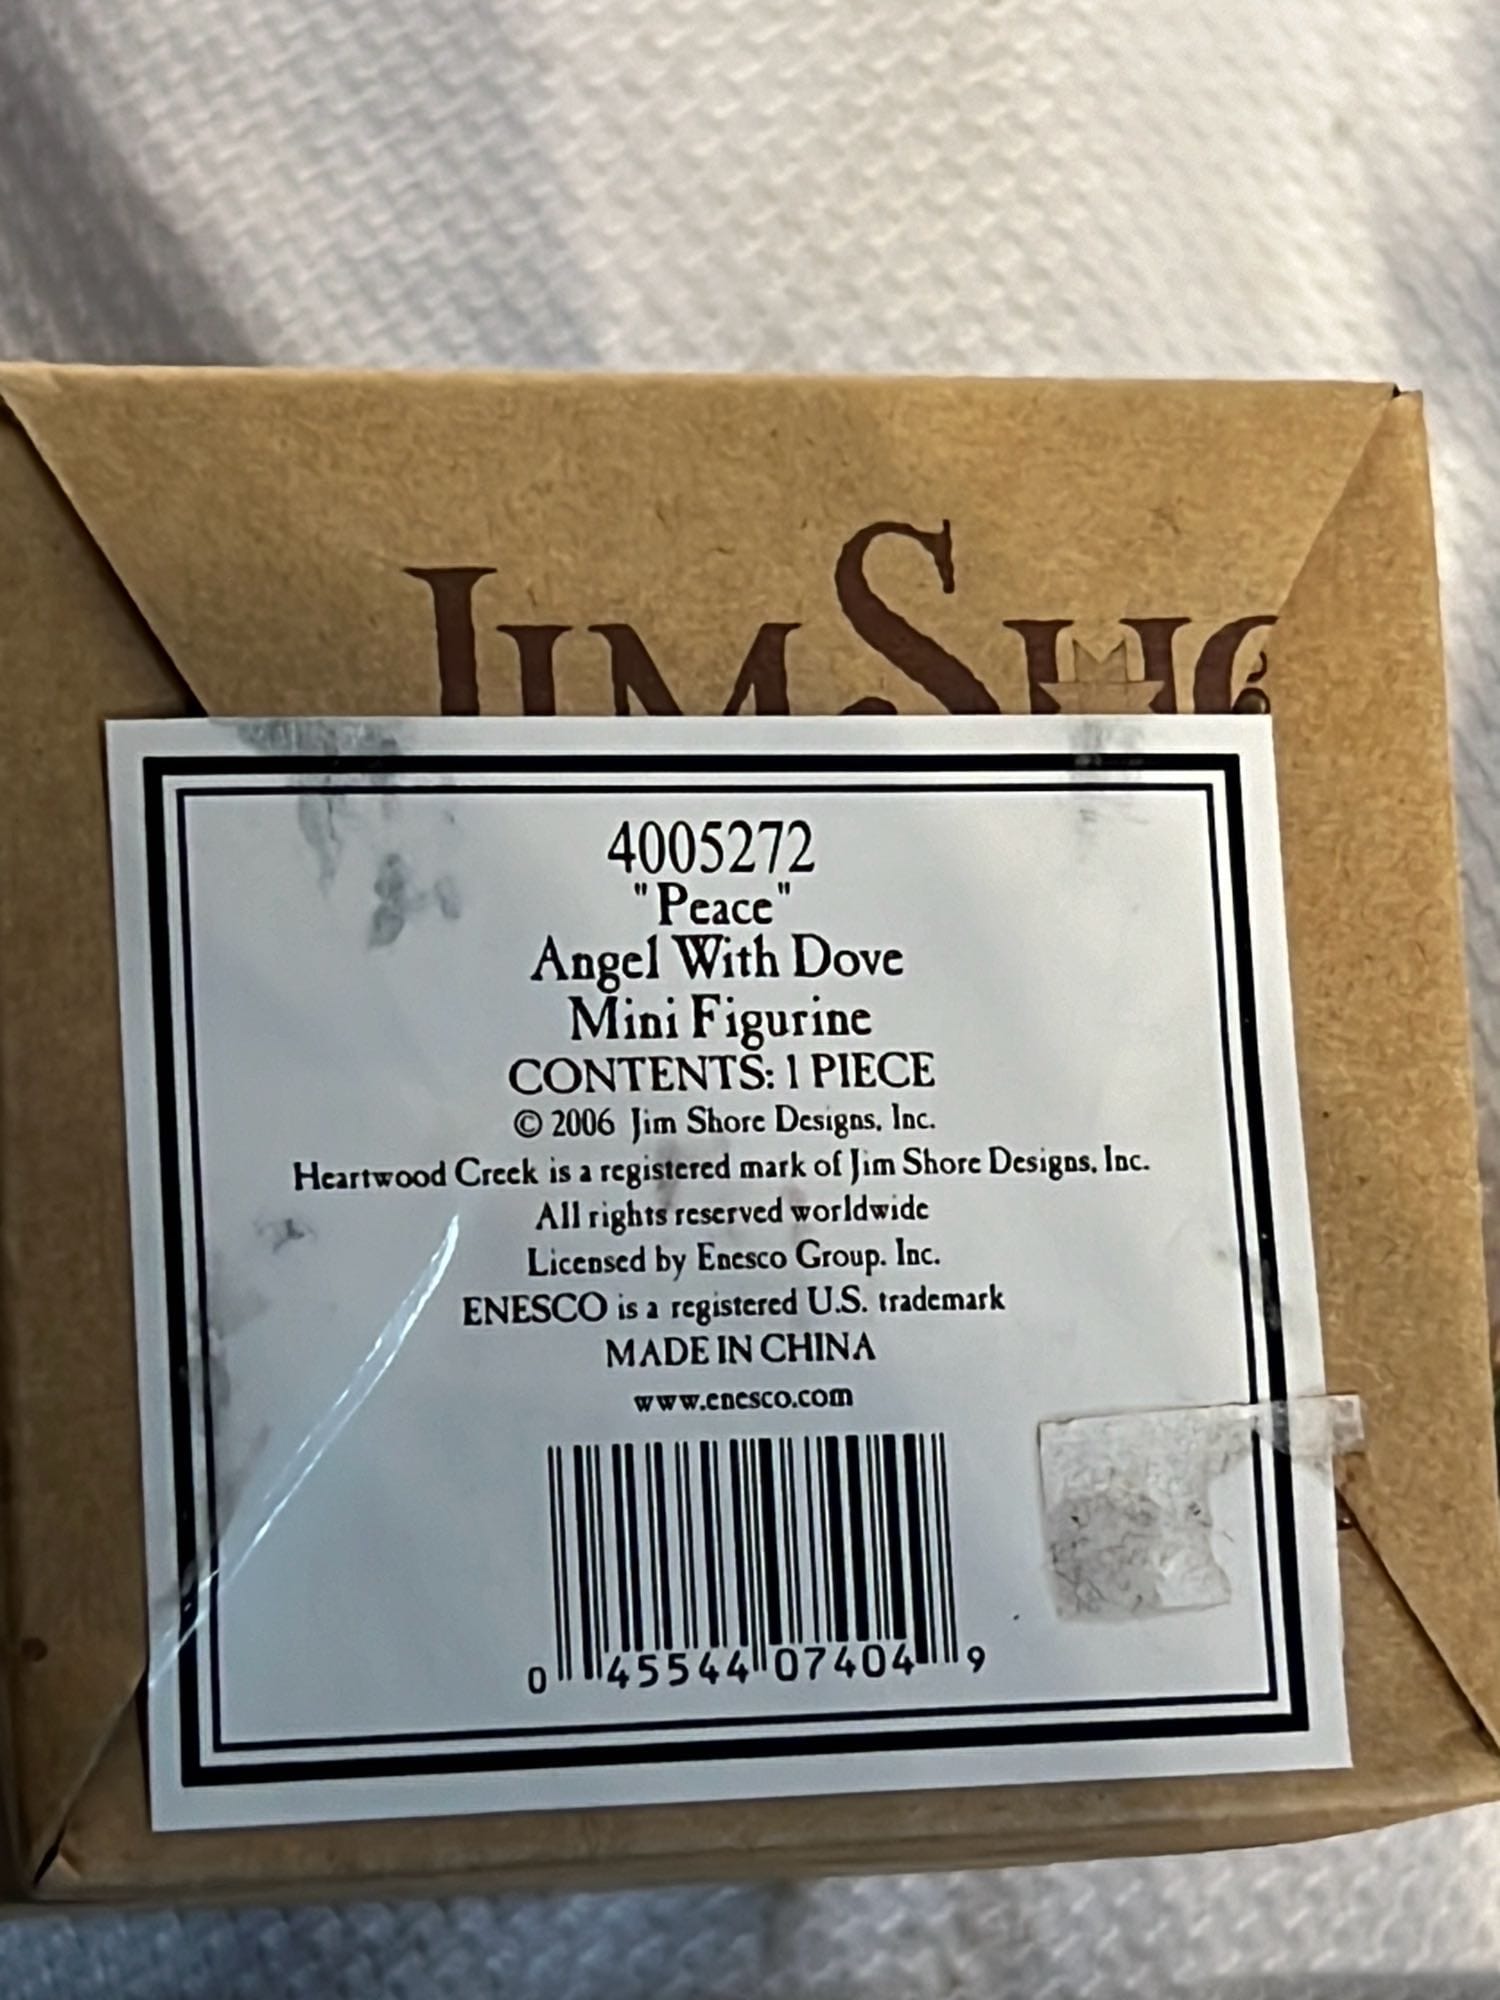 JIM SHO
4005272
"Peace"
Angel With Dove
Mini Figurine
CONTENTS: 1 PIECE
© 2006 Jim Shore Designs, Inc.
Heartwood Creek is a registered mark of Jim Shore Designs, Inc.
All rights reserved worldwide
Licensed by Enesco Group. Inc.
ENESCO is a registered U.S. trademark
MADE IN CHINA
www.enesco.com
0 45544 07404 9